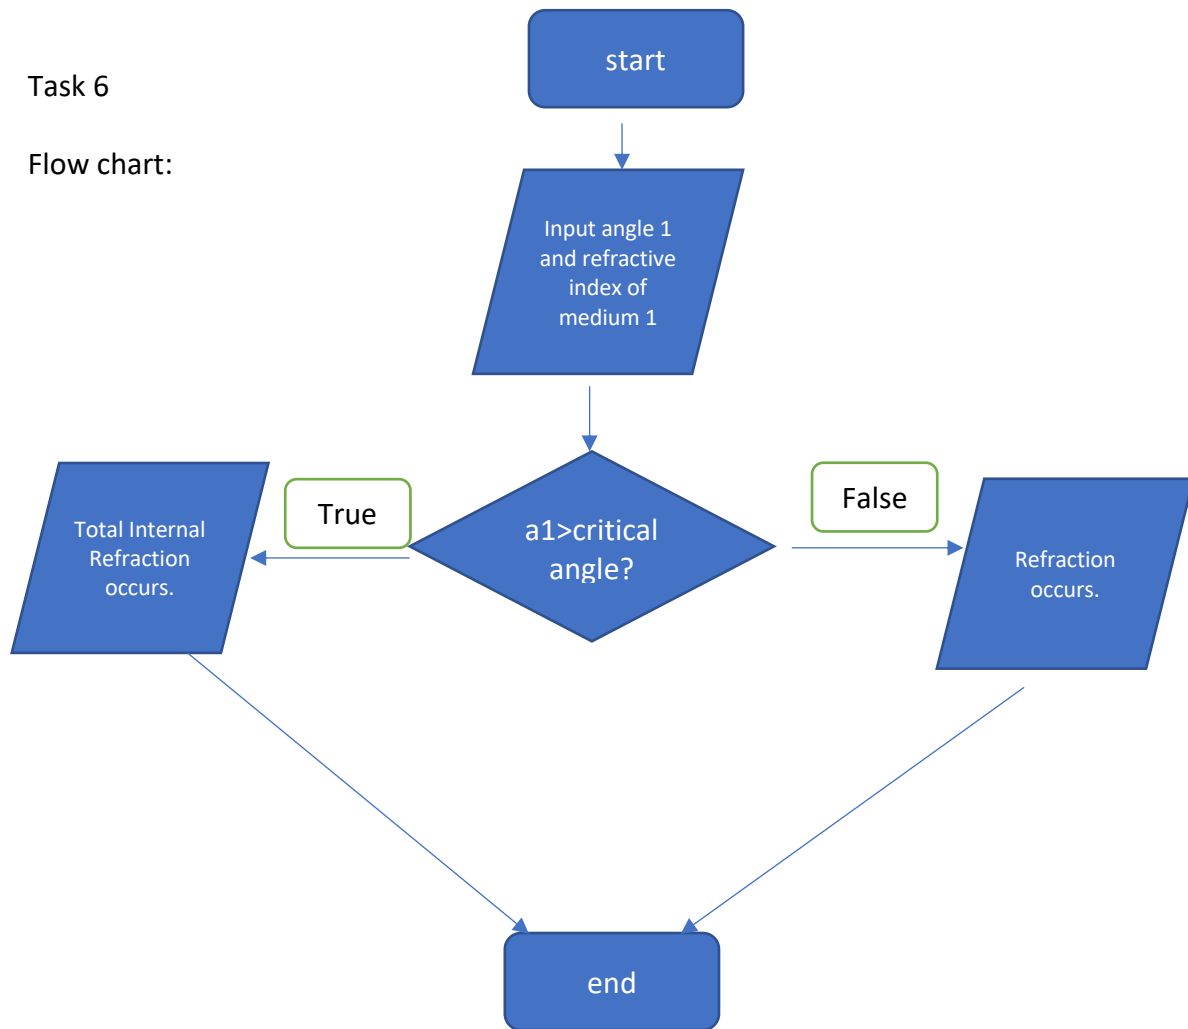 start
Task 6
Flow chart:
Input angle 1
and refractive
index of
medium 1
True
False
a1>critical
angle?
Total Internal
Refraction
occurs.
Refraction
occurs.
end